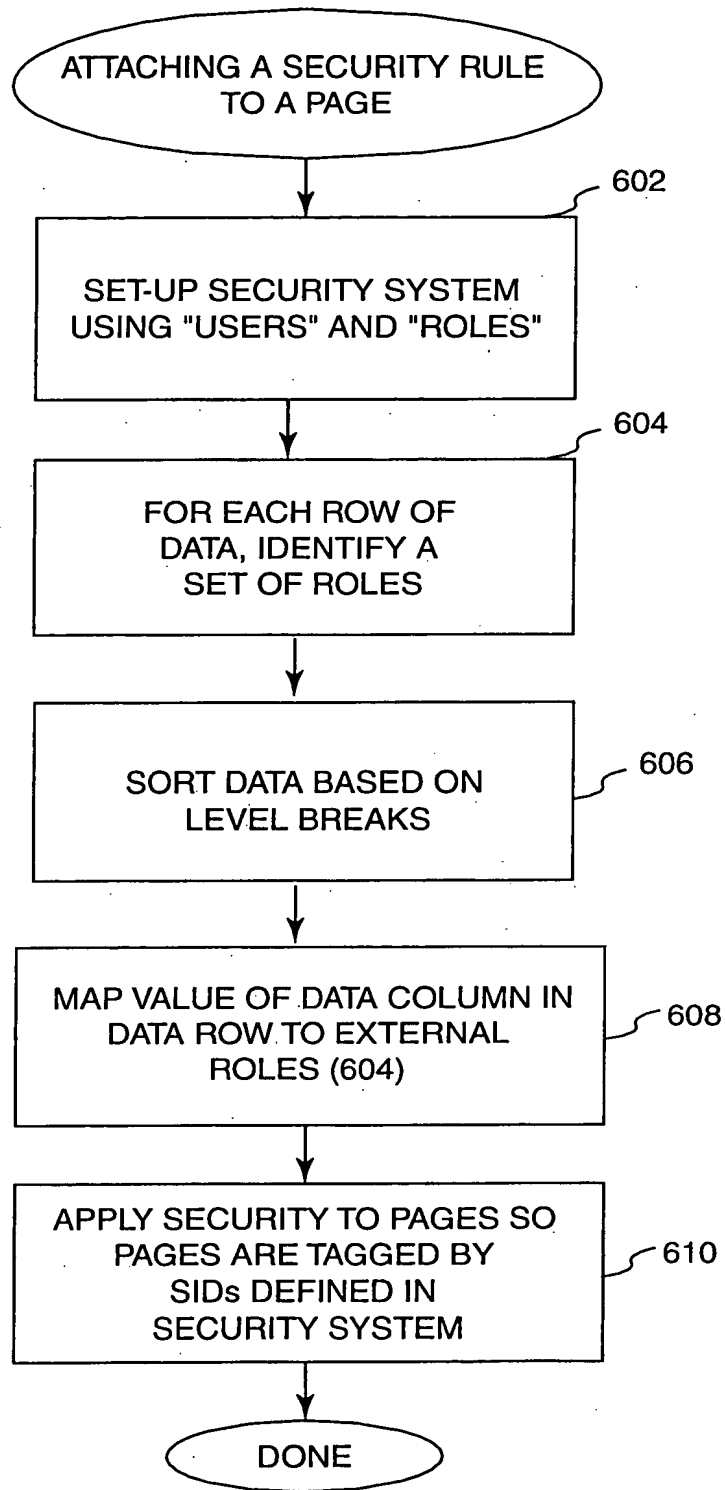 ATTACHING A SECURITY RULE
TO A PAGE
602
SET-UP SECURITY SYSTEM
USING "USERS" AND "ROLES"
604
FOR EACH ROW OF
DATA, IDENTIFY A
SET OF ROLES
606
SORT DATA BASED ON
LEVEL BREAKS
MAP VALUE OF DATA COLUMN IN
DATA ROW TO EXTERNAL
ROLES (604)
608
APPLY SECURITY TO PAGES SO
PAGES ARE TAGGED BY
SIDs DEFINED IN
SECURITY SYSTEM
610
DONE